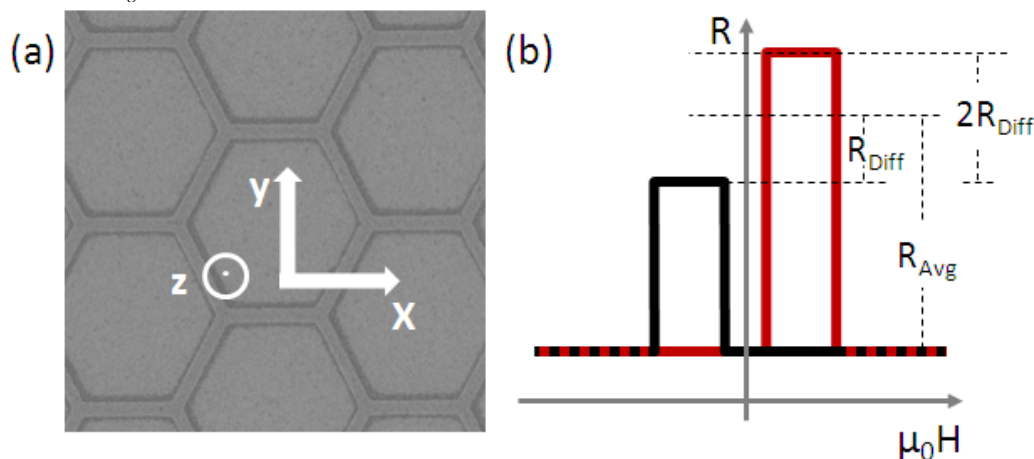 (a)
y
z
X
(b)
R
2R_Diff
R_Diff
R_Avg
μ₀H